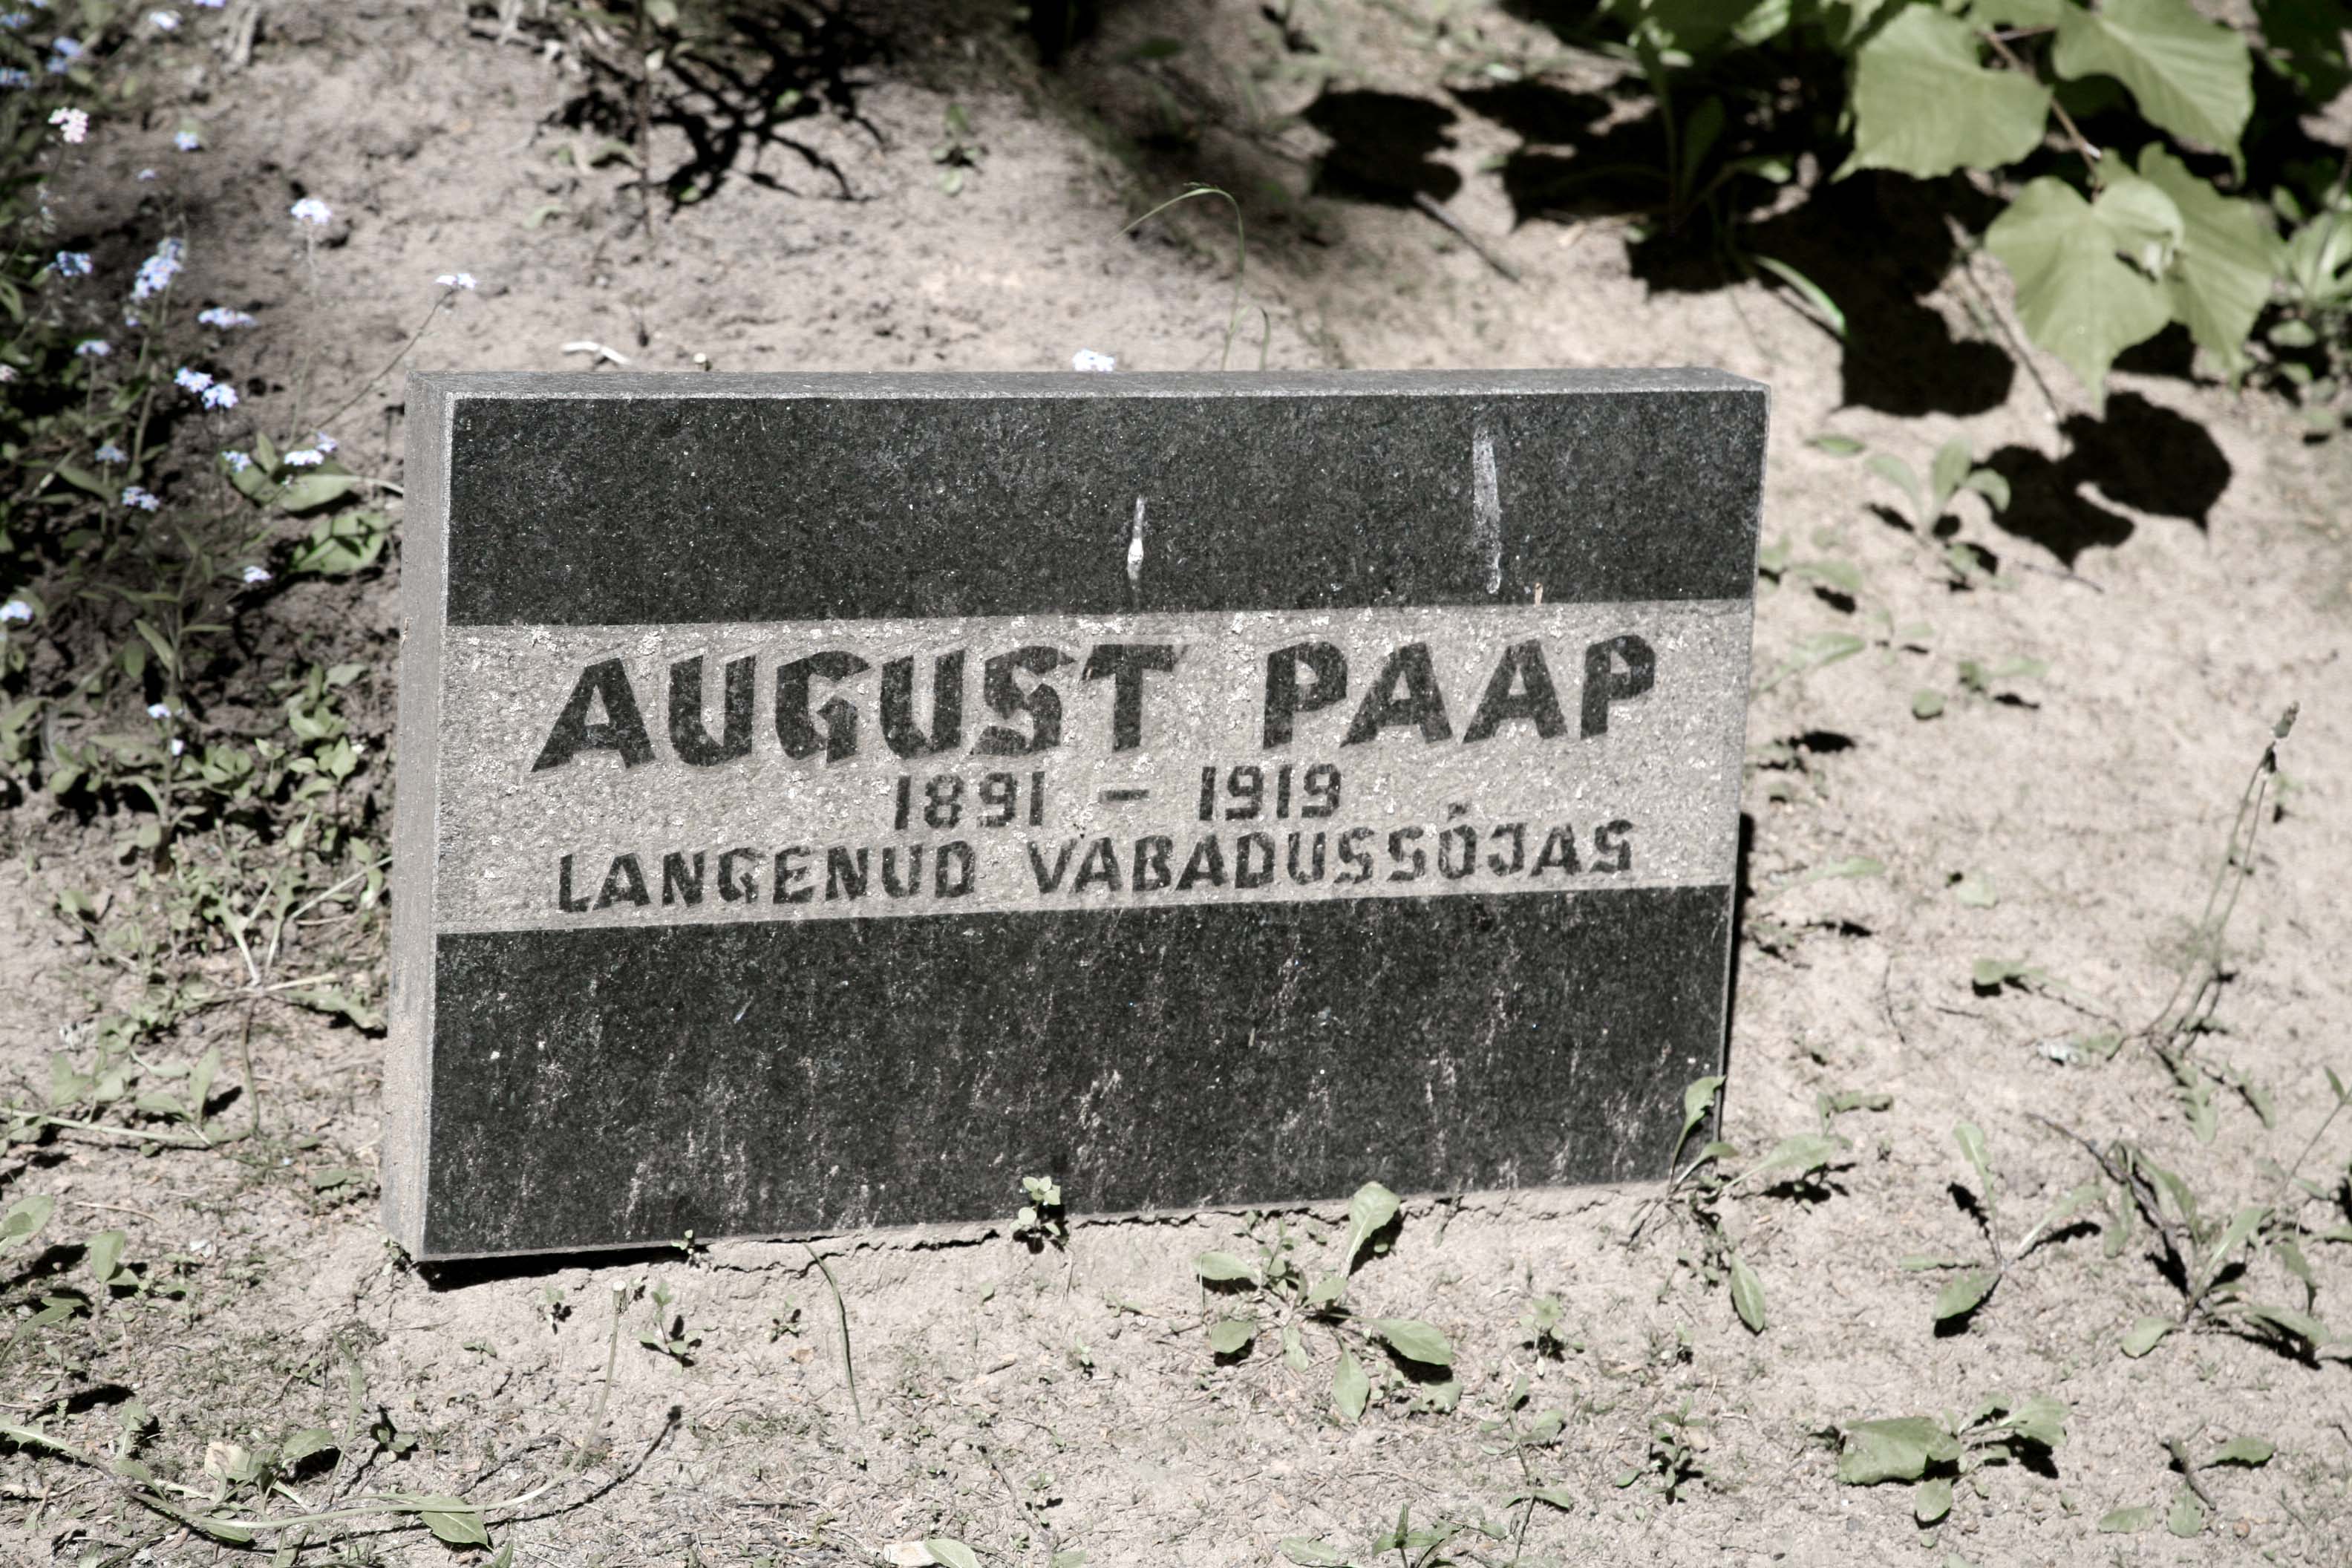 AUGUST PAAP
1891 – 1919
LANGENUD VABADUSSÕJAS